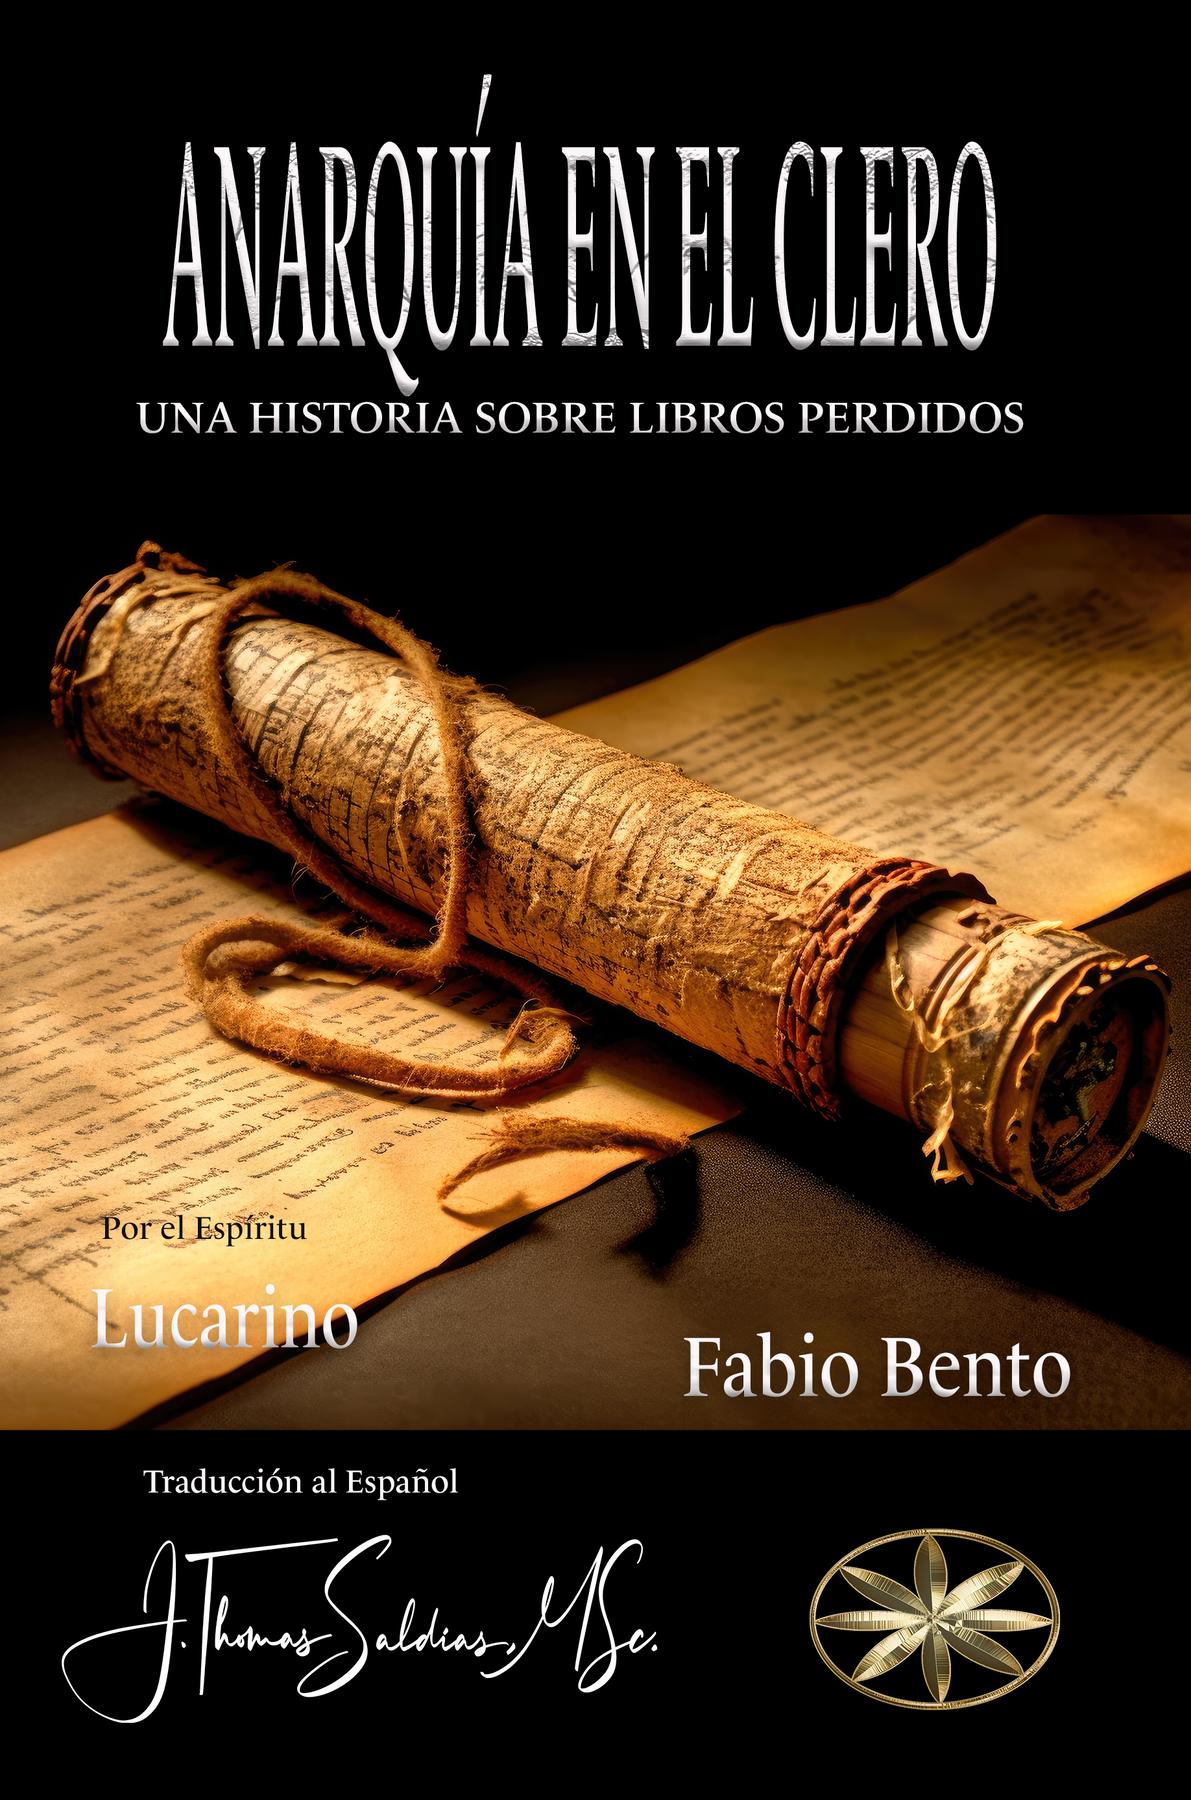 ANARQUÍA EN EL CLERO
UNA HISTORIA SOBRE LIBROS PERDIDOS
Por el Espíritu
Lucarino
Fabio Bento
Traducción al Español
J. Thomas Saldias, MSc.